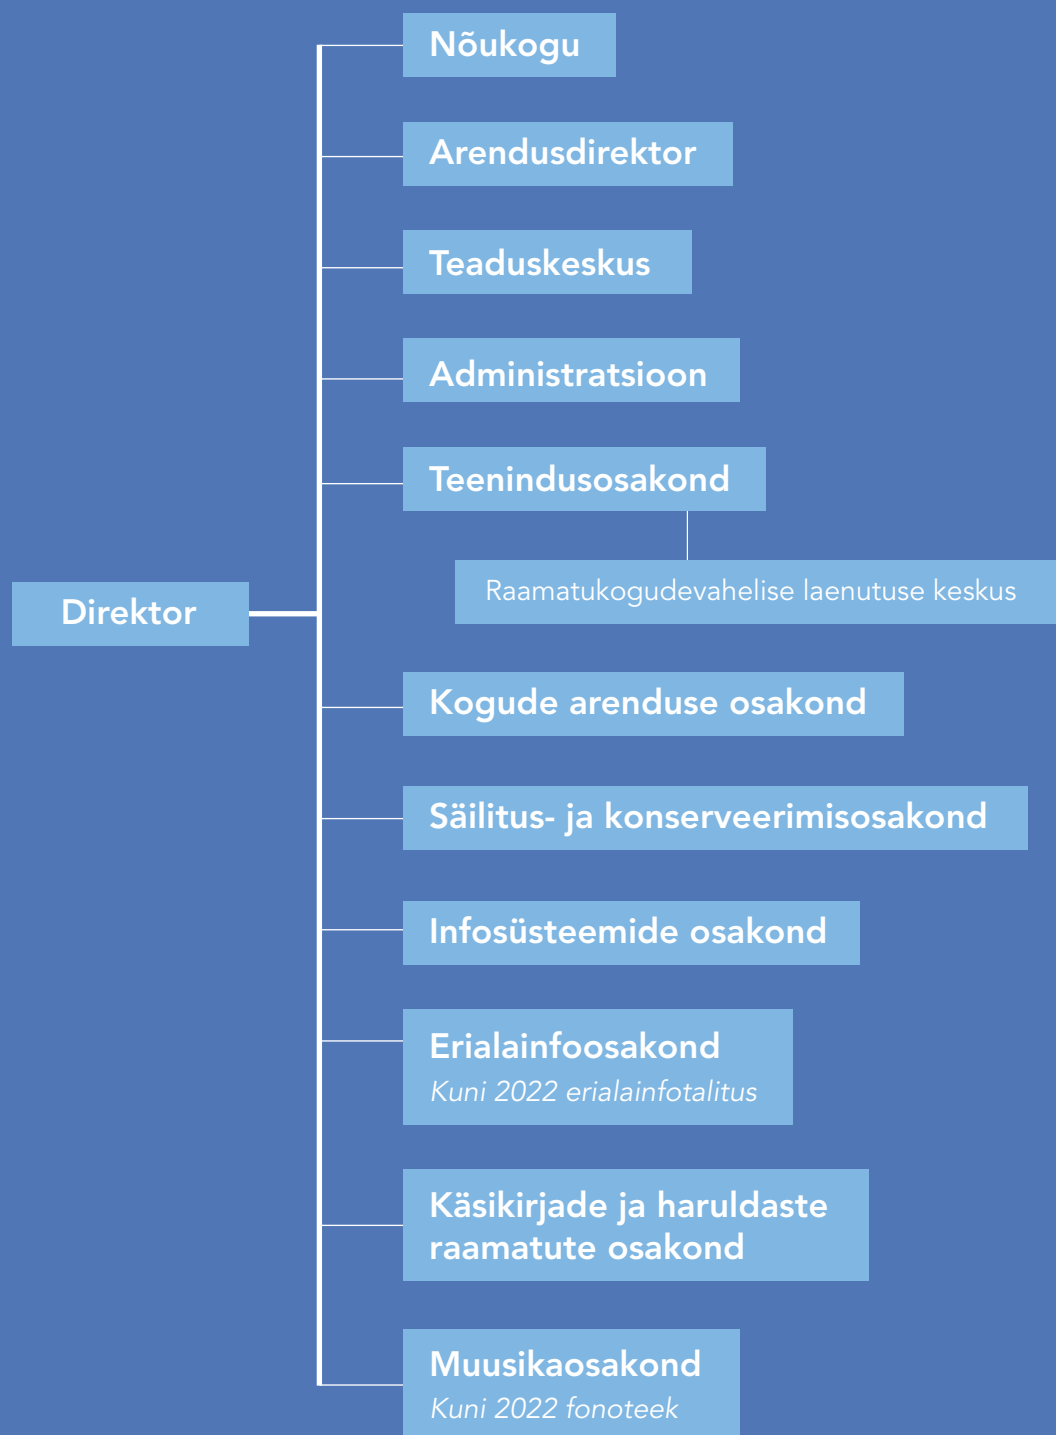 Nõukogu
Arendusdirektor
Teaduskeskus
Administratsioon
Teenindusosakond
Raamatukogudevahelise laenutuse keskus
Direktor
Kogude arenduse osakond
Säilitus- ja konserveerimisosakond
Infosüsteemide osakond
Erialainfoosakond
Kuni 2022 erialainfotalitus
Käsikirjade ja haruldaste
raamatute osakond
Muusikaosakond
Kuni 2022 fonoteek